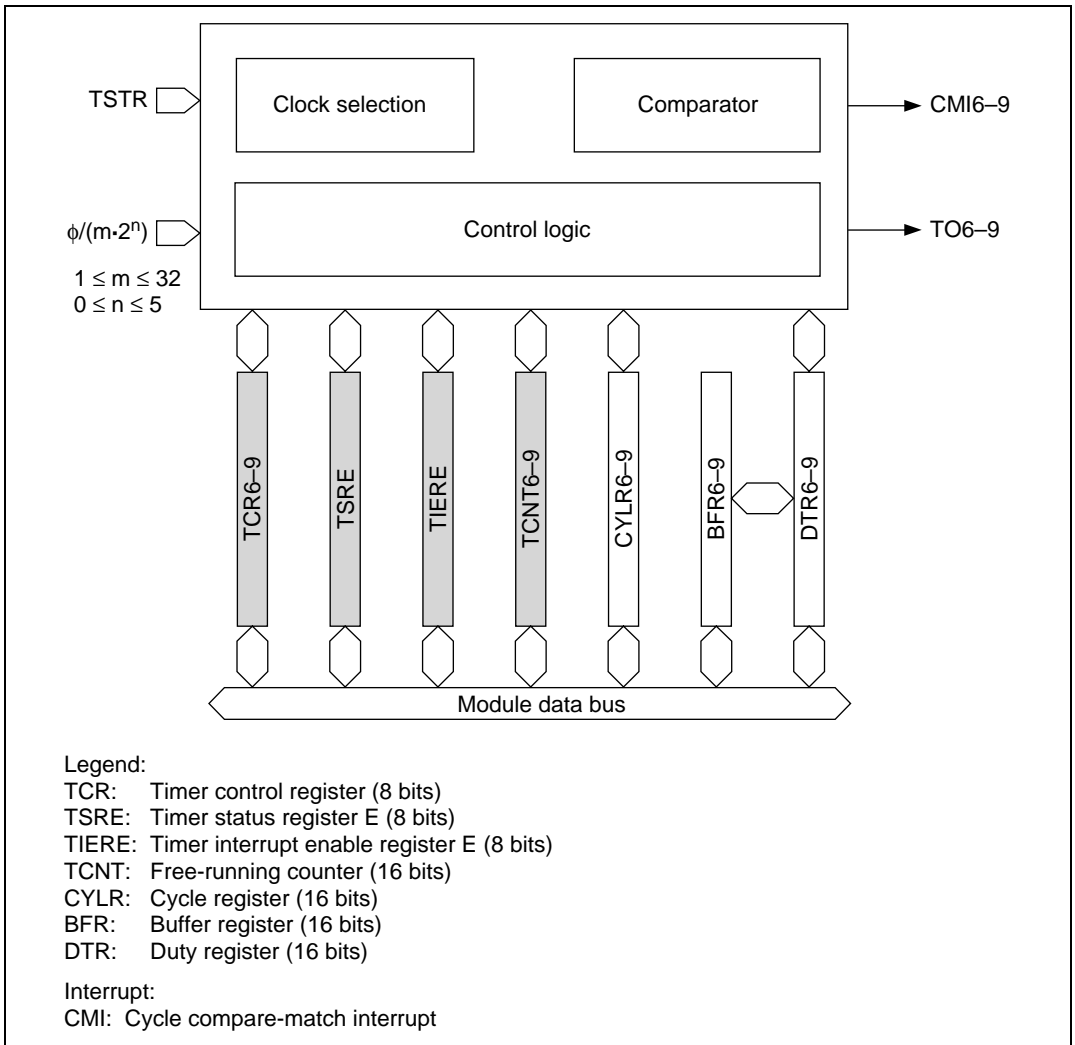 TSTR
Clock selection
Comparator
CMI6–9
ϕ/(m·2ⁿ)
Control logic
TO6–9
1 ≤ m ≤ 32
0 ≤ n ≤ 5
TCR6–9
TSRE
TIERE
TCNT6–9
CYLR6–9
BFR6–9
DTR6–9
Module data bus
Legend:
TCR: Timer control register (8 bits)
TSRE: Timer status register E (8 bits)
TIERE: Timer interrupt enable register E (8 bits)
TCNT: Free-running counter (16 bits)
CYLR: Cycle register (16 bits)
BFR: Buffer register (16 bits)
DTR: Duty register (16 bits)
Interrupt:
CMI: Cycle compare-match interrupt